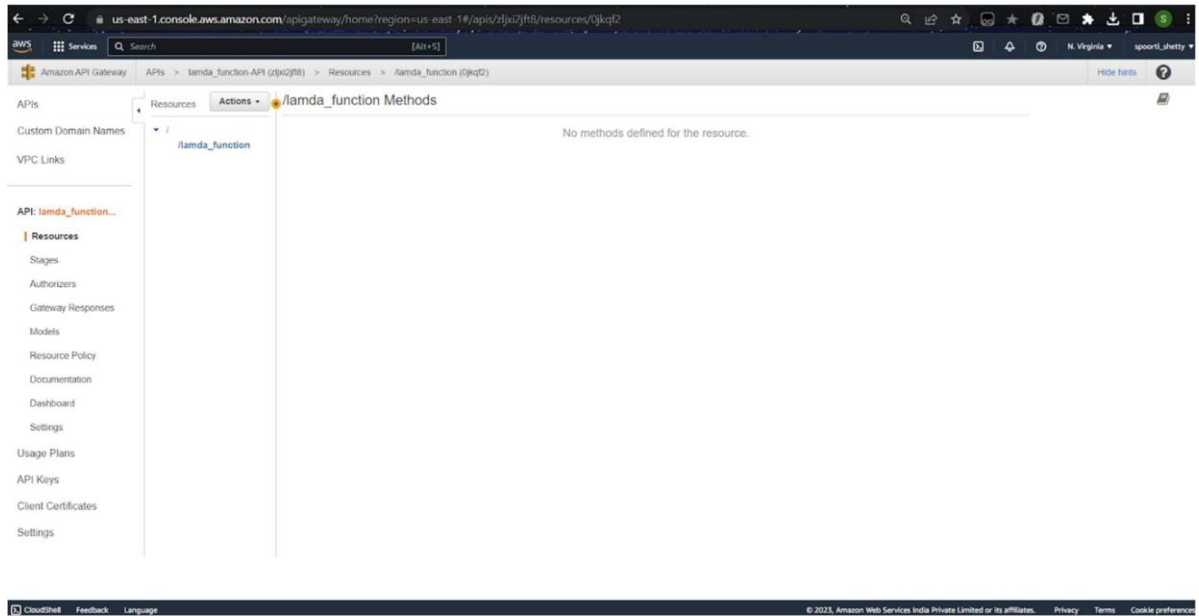 us-east-1.console.aws.amazon.com/apigateway/home?region=us-east-1#/apis/zljxi2jft8/resources/0jkqf2
S
aws Services Search [Alt+S] N. Virginia spoorti_shetty
Amazon API Gateway APIs > lamda_function-API (zljxi2jft8) > Resources > /lamda_function (0jkqf2) Hide hints ?
APIs
Custom Domain Names
VPC Links
API: lamda_function...
Resources
Stages
Authorizers
Gateway Responses
Models
Resource Policy
Documentation
Dashboard
Settings
Usage Plans
API Keys
Client Certificates
Settings
Resources Actions
/
/lamda_function
/lamda_function Methods
No methods defined for the resource.
CloudShell Feedback Language © 2023, Amazon Web Services India Private Limited or its affiliates. Privacy Terms Cookie preferences